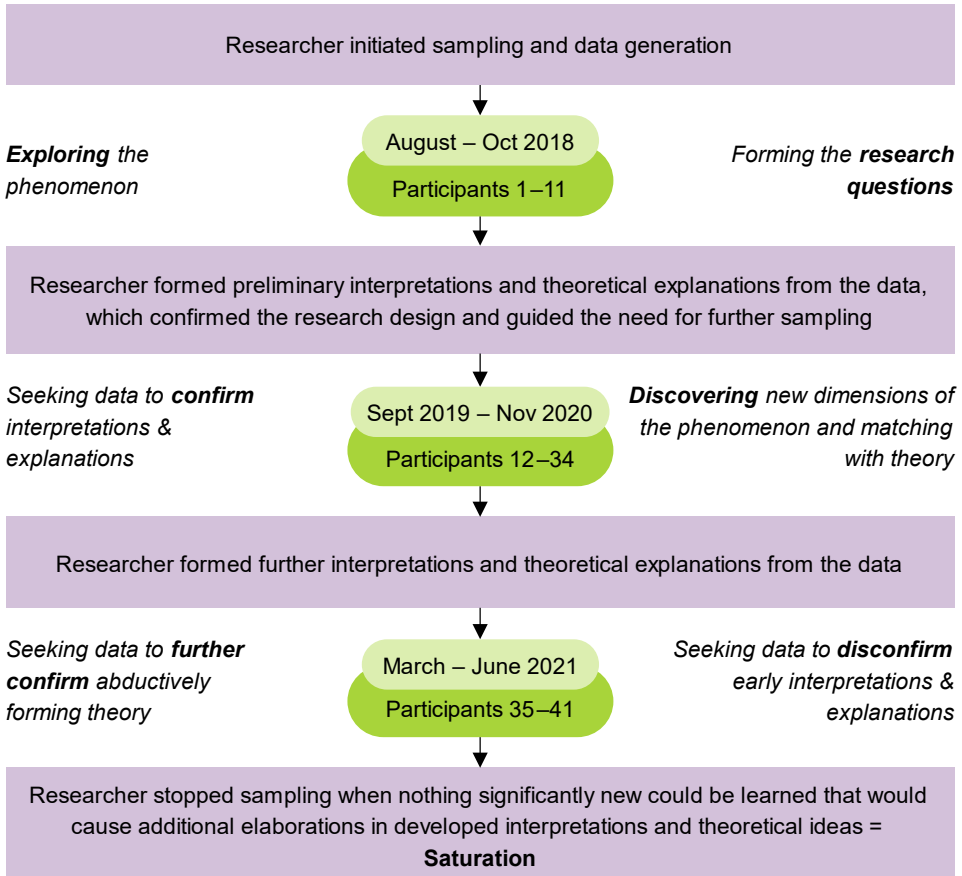 Researcher initiated sampling and data generation
Exploring the
phenomenon
August – Oct 2018
Participants 1–11
Forming the research
questions
Researcher formed preliminary interpretations and theoretical explanations from the data,
which confirmed the research design and guided the need for further sampling
Seeking data to confirm
interpretations &
explanations
Sept 2019 – Nov 2020
Participants 12–34
Discovering new dimensions of
the phenomenon and matching
with theory
Researcher formed further interpretations and theoretical explanations from the data
Seeking data to further
confirm abductively
forming theory
March – June 2021
Participants 35–41
Seeking data to disconfirm
early interpretations &
explanations
Researcher stopped sampling when nothing significantly new could be learned that would
cause additional elaborations in developed interpretations and theoretical ideas =
Saturation